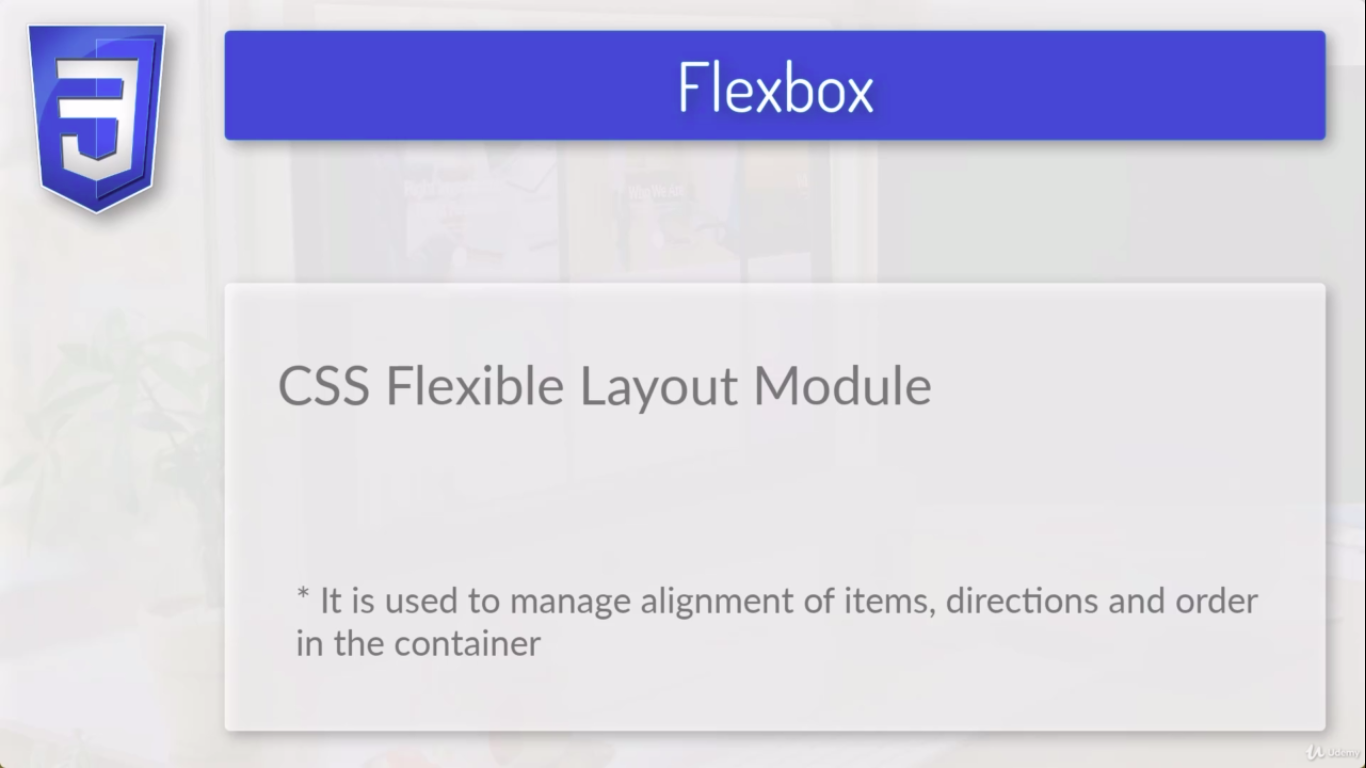 Flexbox
CSS Flexible Layout Module
* It is used to manage alignment of items, directions and order
in the container
Udemy